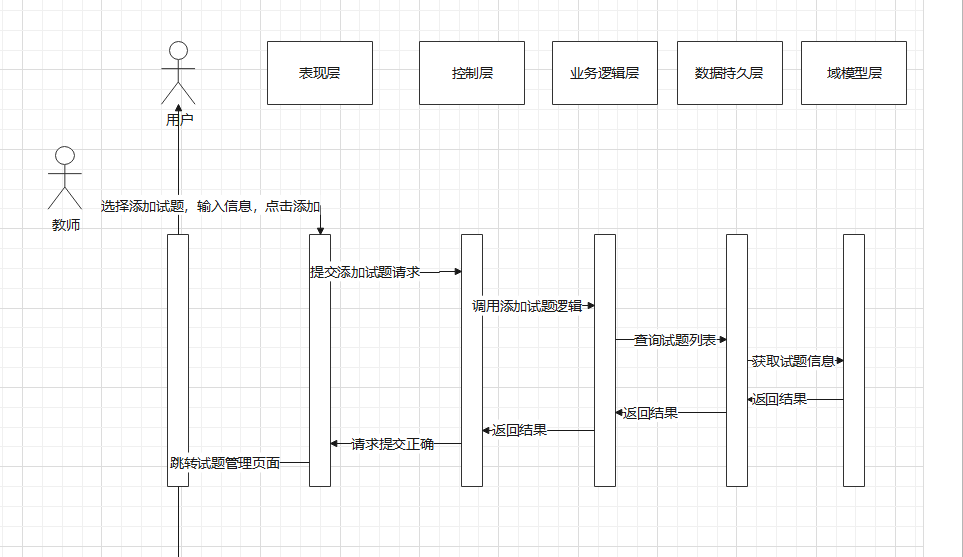 表现层
控制层
业务逻辑层
数据持久层
域模型层
用户
教师
选择添加试题，输入信息，点击添加
提交添加试题请求
调用添加试题逻辑
查询试题列表
获取试题信息
返回结果
返回结果
返回结果
请求提交正确
跳转试题管理页面